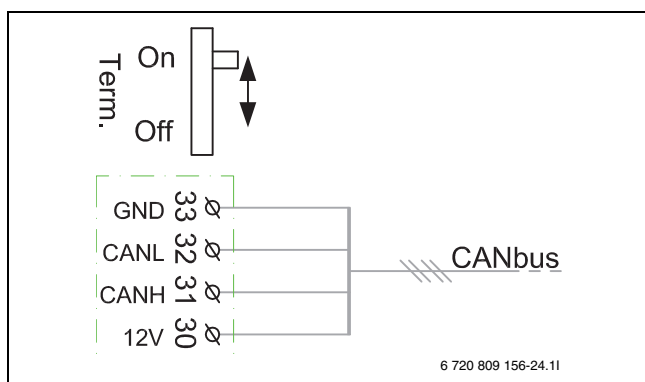 On
Term.
Off
GND 33
CANL 32
CANH 31
12V 30
CANbus
6 720 809 156-24.1I